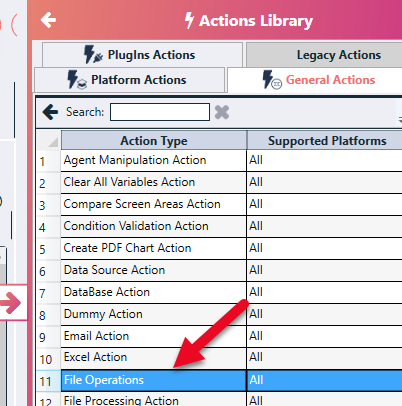 Actions Library
PlugIns Actions Legacy Actions
Platform Actions General Actions
Search:
Action Type Supported Platforms
1 Agent Manipulation Action All
2 Clear All Variables Action All
3 Compare Screen Areas Action All
4 Condition Validation Action All
5 Create PDF Chart Action All
6 Data Source Action All
7 DataBase Action All
8 Dummy Action All
9 Email Action All
10 Excel Action All
11 File Operations All
12 File Processing Action All